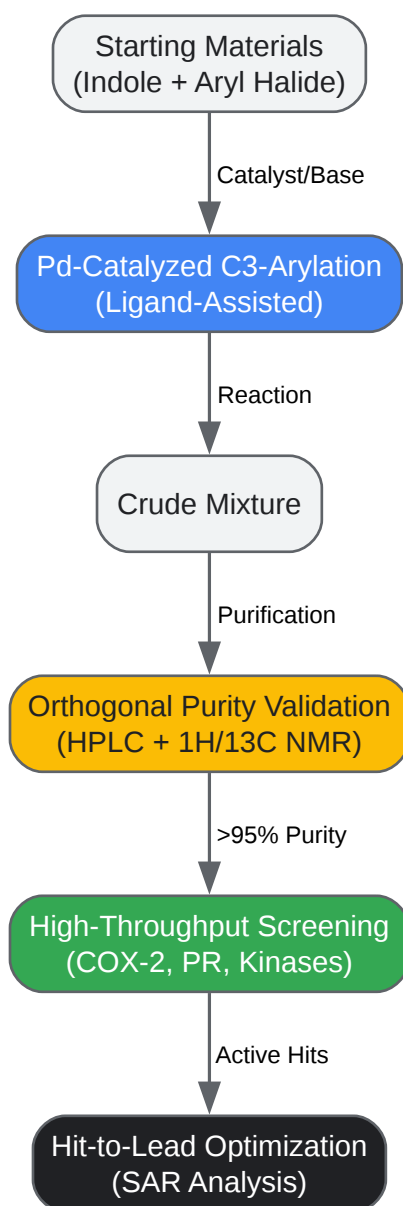 Starting Materials
(Indole + Aryl Halide)
Catalyst/Base
Pd-Catalyzed C3-Arylation
(Ligand-Assisted)
Reaction
Crude Mixture
Purification
Orthogonal Purity Validation
(HPLC + 1H/13C NMR)
>95% Purity
High-Throughput Screening
(COX-2, PR, Kinases)
Active Hits
Hit-to-Lead Optimization
(SAR Analysis)